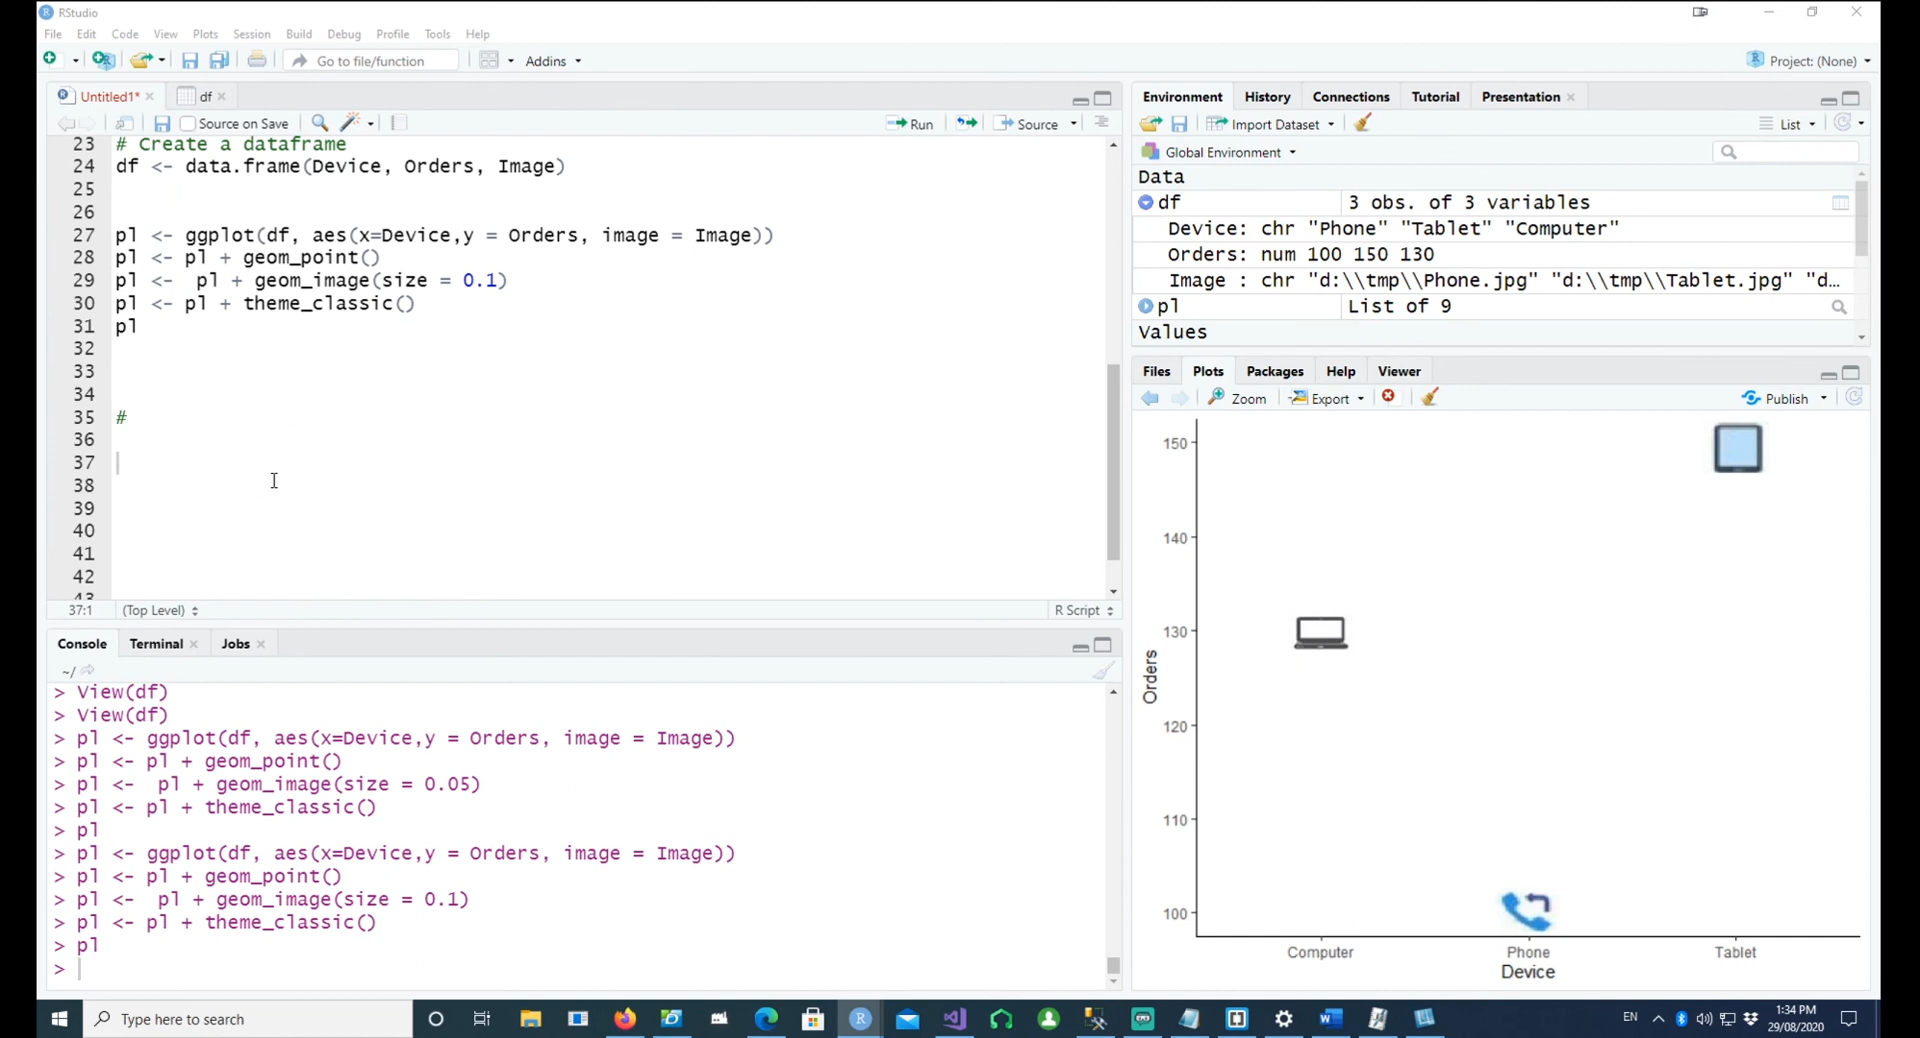 RStudio
File Edit Code View Plots Session Build Debug Profile Tools Help
Go to file/function Addins Project: (None)
Untitled1* df
Source on Save Run Source
23 # Create a dataframe
24 df <- data.frame(Device, Orders, Image)
25
26
27 pl <- ggplot(df, aes(x=Device,y = Orders, image = Image))
28 pl <- pl + geom_point()
29 pl <-  pl + geom_image(size = 0.1)
30 pl <- pl + theme_classic()
31 pl
32
33
34
35 #
36
37
38
39
40
41
42
43
37:1 (Top Level) R Script
Console Terminal Jobs
~/
> View(df)
> View(df)
> pl <- ggplot(df, aes(x=Device,y = Orders, image = Image))
> pl <- pl + geom_point()
> pl <-  pl + geom_image(size = 0.05)
> pl <- pl + theme_classic()
> pl
> pl <- ggplot(df, aes(x=Device,y = Orders, image = Image))
> pl <- pl + geom_point()
> pl <-  pl + geom_image(size = 0.1)
> pl <- pl + theme_classic()
> pl
>
Environment History Connections Tutorial Presentation
Import Dataset List
Global Environment
Data
df 3 obs. of 3 variables
Device: chr "Phone" "Tablet" "Computer"
Orders: num 100 150 130
Image : chr "d:\\tmp\\Phone.jpg" "d:\\tmp\\Tablet.jpg" "d…
pl List of 9
Values
Files Plots Packages Help Viewer
Zoom Export Publish
150
140
130
120
110
100
Orders
Computer Phone Tablet
Device
Type here to search
EN
1:34 PM
29/08/2020